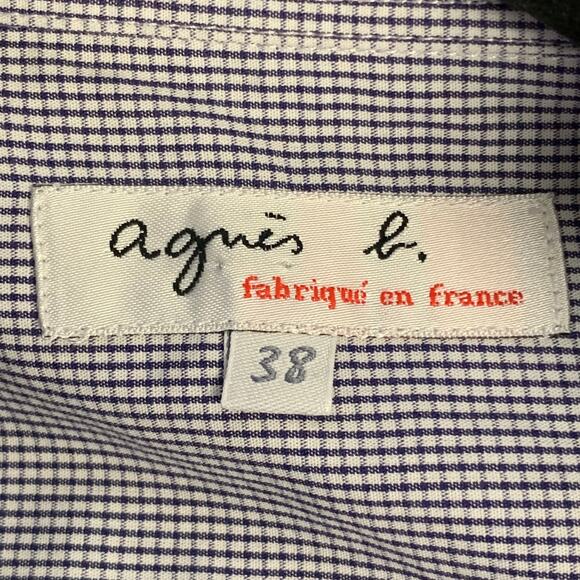 agnès b.
fabriqué en france
38